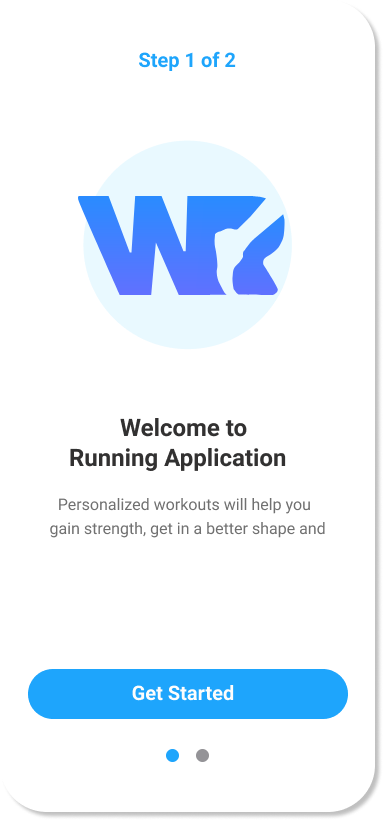 Step 1 of 2
WR
Welcome to
Running Application
Personalized workouts will help you
gain strength, get in a better shape and
Get Started